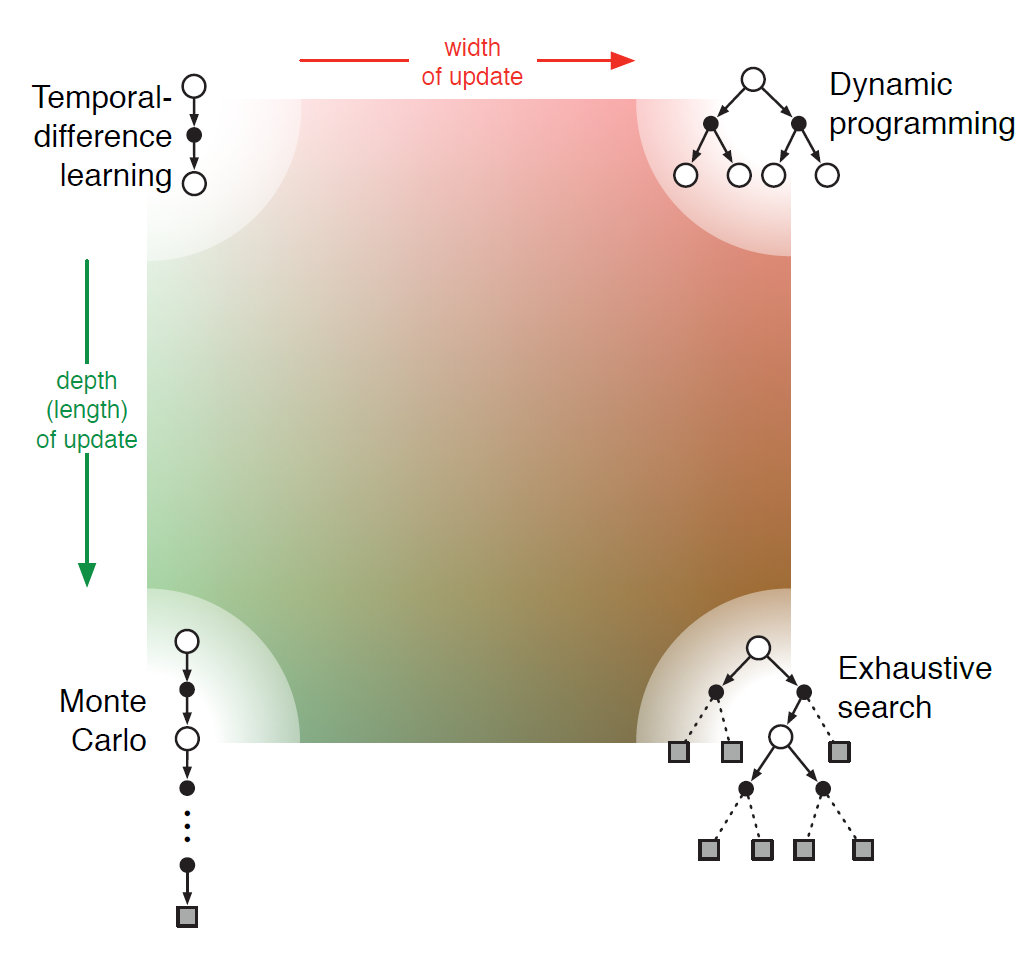 width
of update
Temporal-
difference
learning
Dynamic
programming
depth
(length)
of update
Monte
Carlo
Exhaustive
search